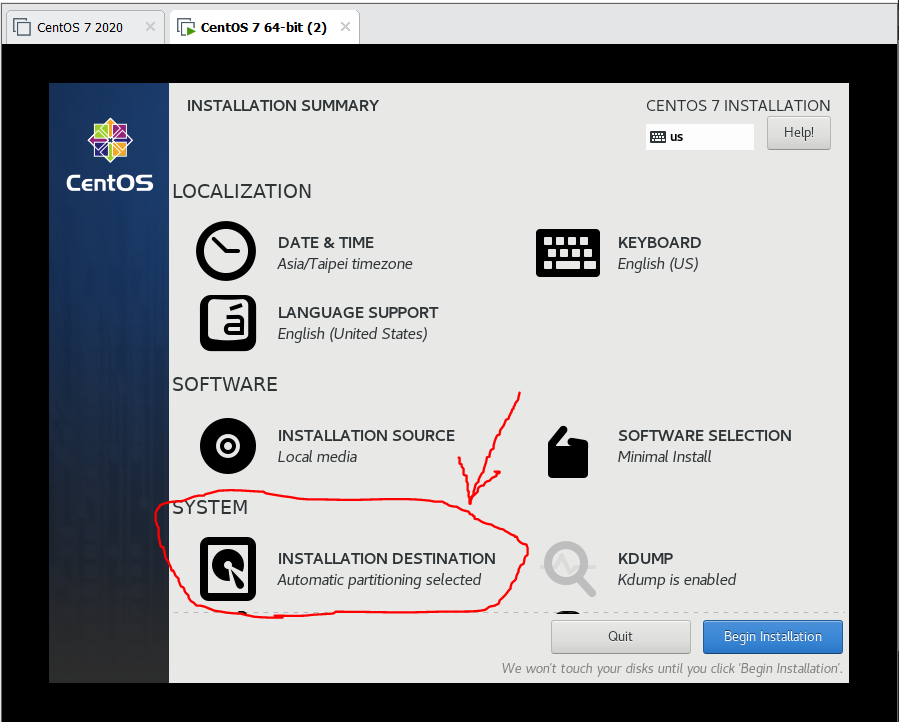 CentOS 7 2020
CentOS 7 64-bit (2)
INSTALLATION SUMMARY
CENTOS 7 INSTALLATION
us
Help!
CentOS
LOCALIZATION
DATE & TIME
Asia/Taipei timezone
KEYBOARD
English (US)
á
LANGUAGE SUPPORT
English (United States)
SOFTWARE
INSTALLATION SOURCE
Local media
SOFTWARE SELECTION
Minimal Install
SYSTEM
INSTALLATION DESTINATION
Automatic partitioning selected
KDUMP
Kdump is enabled
Quit
Begin Installation
We won't touch your disks until you click 'Begin Installation'.